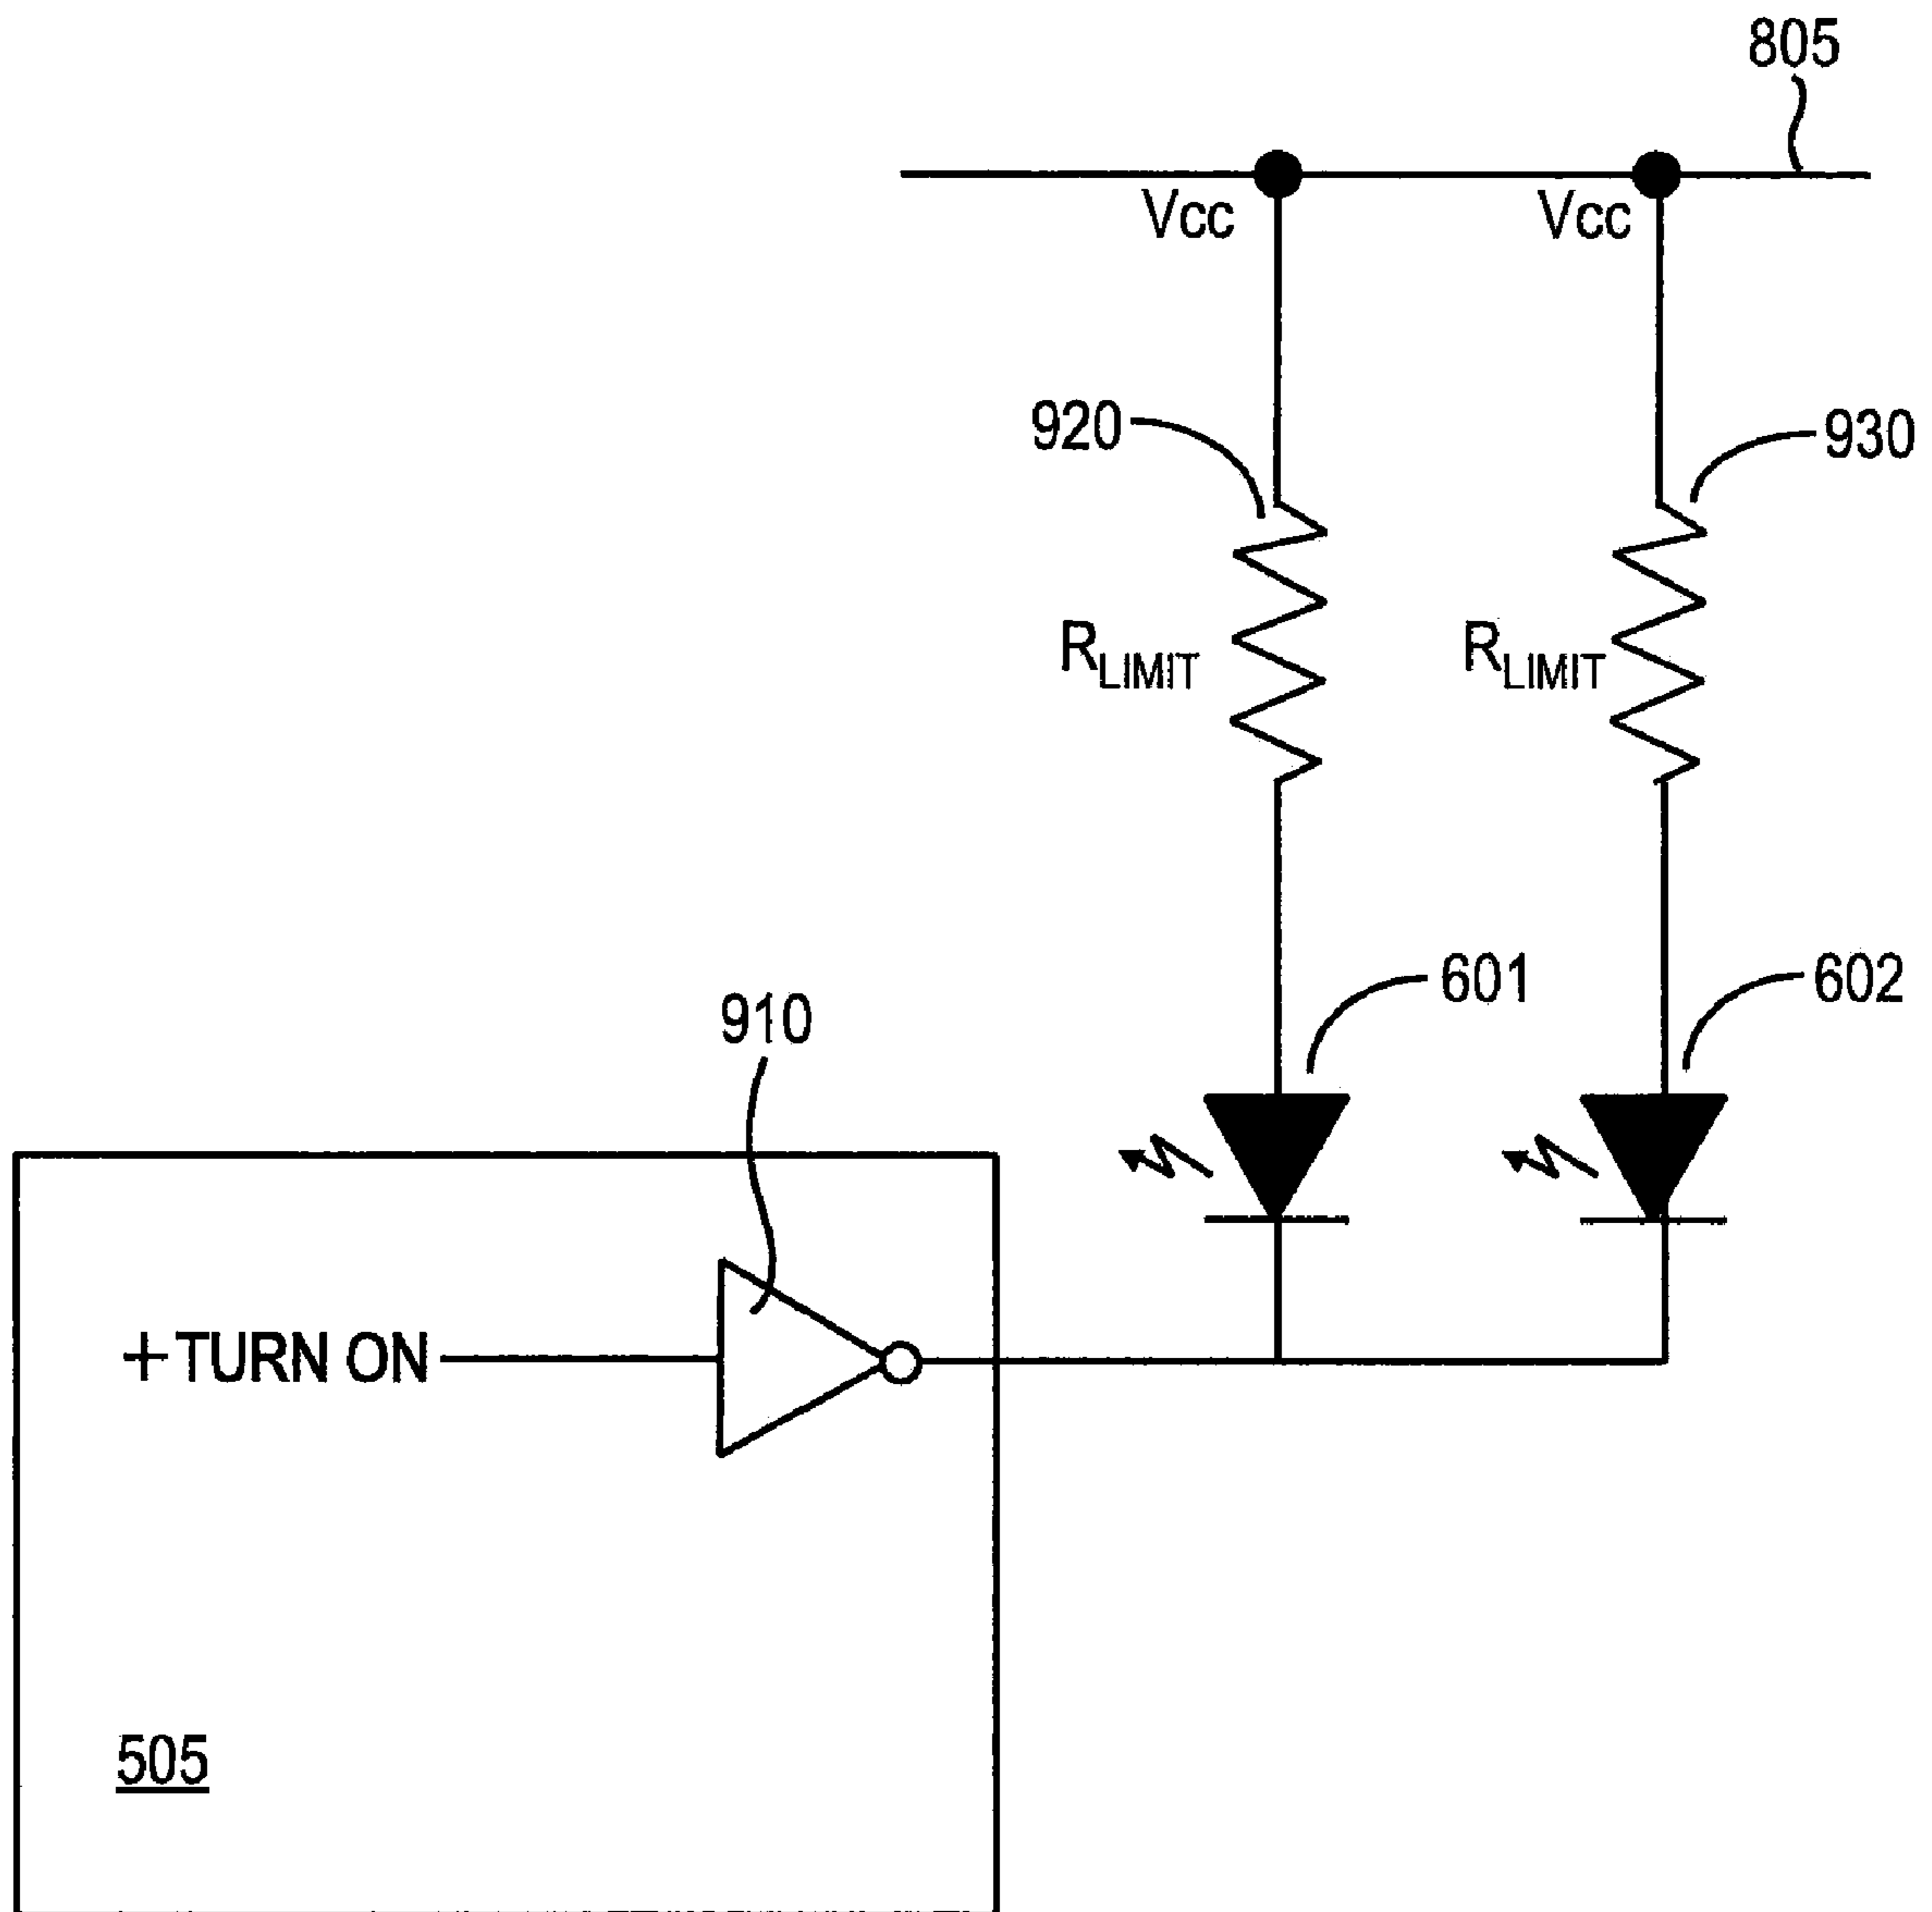 805
Vcc Vcc
920 930
RLIMIT RLIMIT
601 602
910
+TURN ON
505